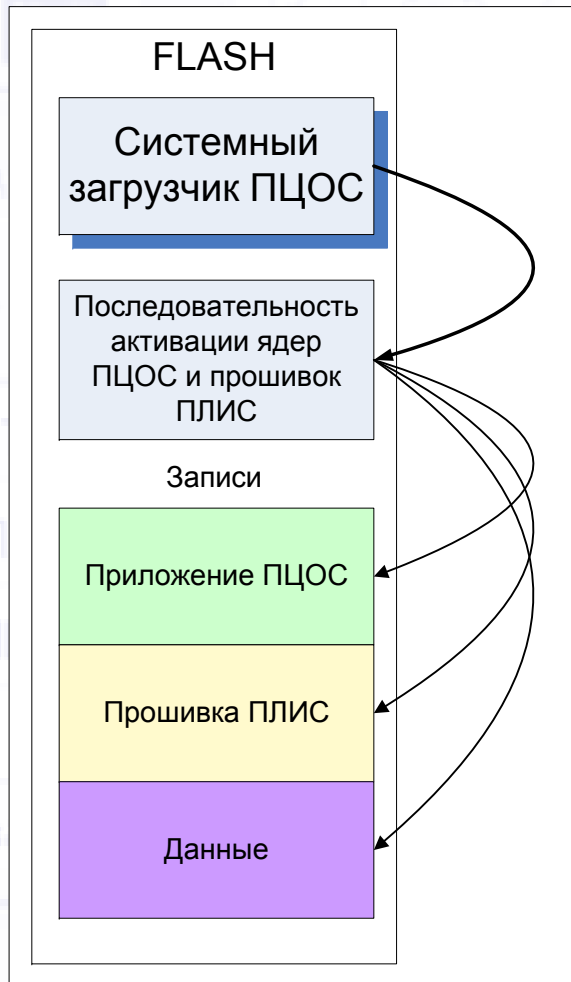 FLASH
Системный
загрузчик ПЦОС
Последовательность
активации ядер
ПЦОС и прошивок
ПЛИС
Записи
Приложение ПЦОС
Прошивка ПЛИС
Данные